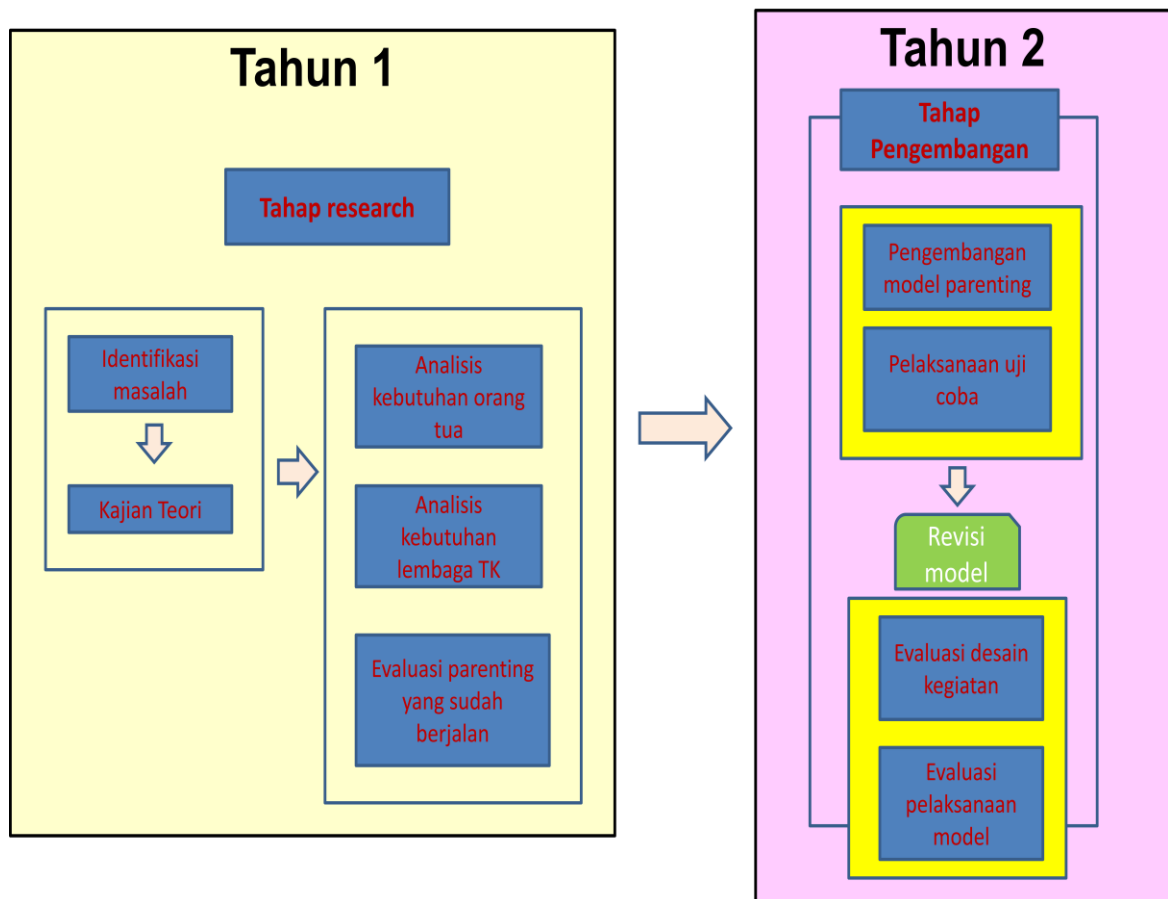 Tahun 1
Tahap research
Identifikasi
masalah
Kajian Teori
Analisis
kebutuhan orang
tua
Analisis
kebutuhan
lembaga TK
Evaluasi parenting
yang sudah
berjalan
Tahun 2
Tahap
Pengembangan
Pengembangan
model parenting
Pelaksanaan uji
coba
Revisi
model
Evaluasi desain
kegiatan
Evaluasi
pelaksanaan
model